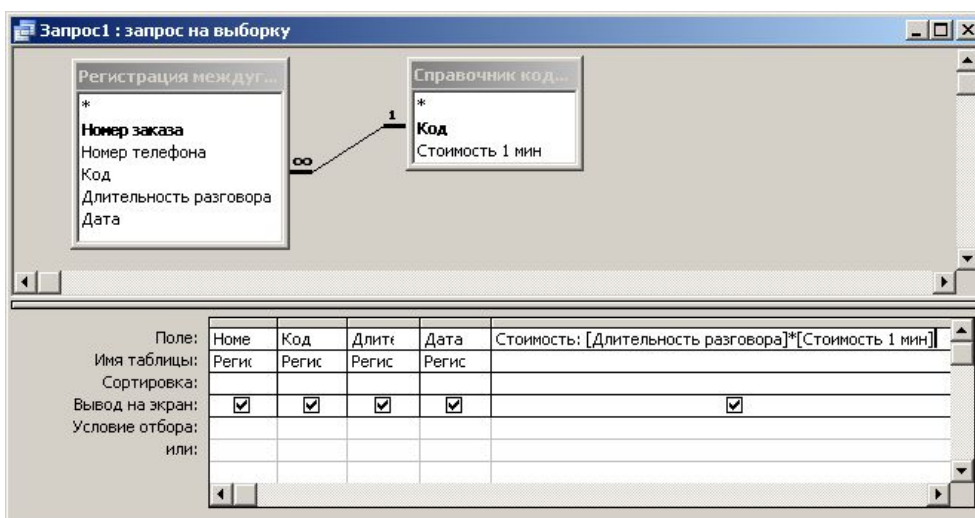 Запрос1 : запрос на выборку
Регистрация междуг...
*
Номер заказа
Номер телефона
Код
Длительность разговора
Дата
∞
1
Справочник код...
*
Код
Стоимость 1 мин
Поле: Номе Код Длите Дата Стоимость: [Длительность разговора]*[Стоимость 1 мин]
Имя таблицы: Регис Регис Регис Регис
Сортировка:
Вывод на экран:
Условие отбора:
или: